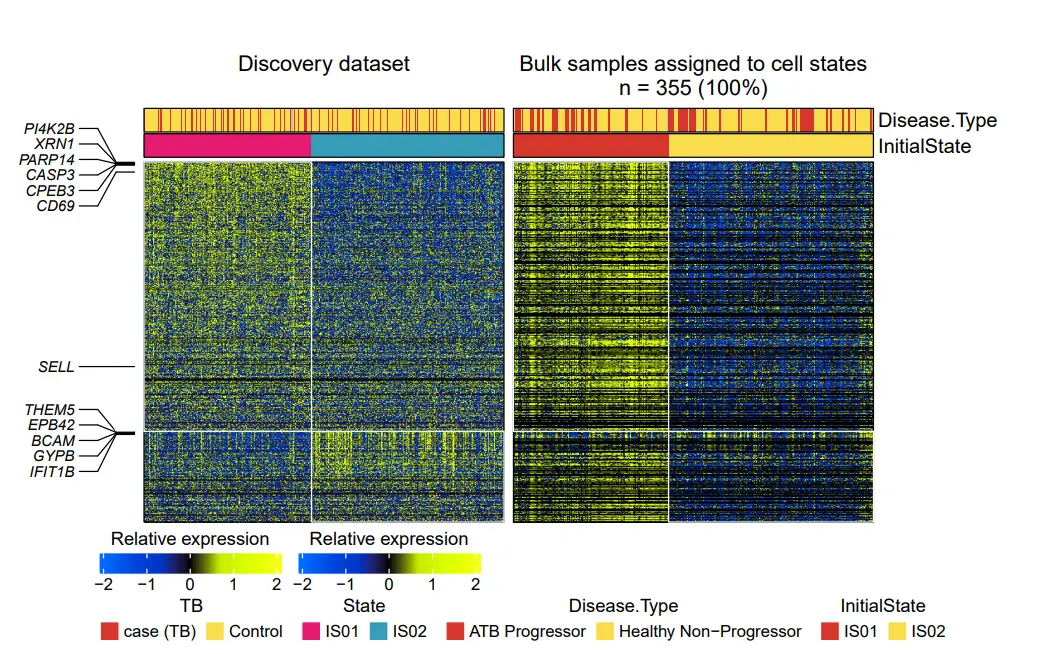 Discovery dataset
Bulk samples assigned to cell states
n = 355 (100%)
Disease.Type
InitialState
PI4K2B
XRN1
PARP14
CASP3
CPEB3
CD69
SELL
THEM5
EPB42
BCAM
GYPB
IFIT1B
Relative expression
−2 −1 0 1 2
Relative expression
−2 −1 0 1 2
TB
case (TB) Control
State
IS01 IS02
Disease.Type
ATB Progressor Healthy Non−Progressor
InitialState
IS01 IS02